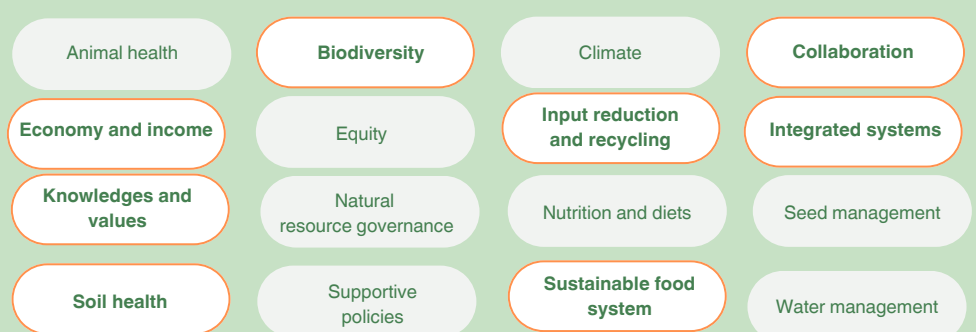 Animal health
Biodiversity
Climate
Collaboration
Economy and income
Equity
Input reduction
and recycling
Integrated systems
Knowledges and
values
Natural
resource governance
Nutrition and diets
Seed management
Soil health
Supportive
policies
Sustainable food
system
Water management